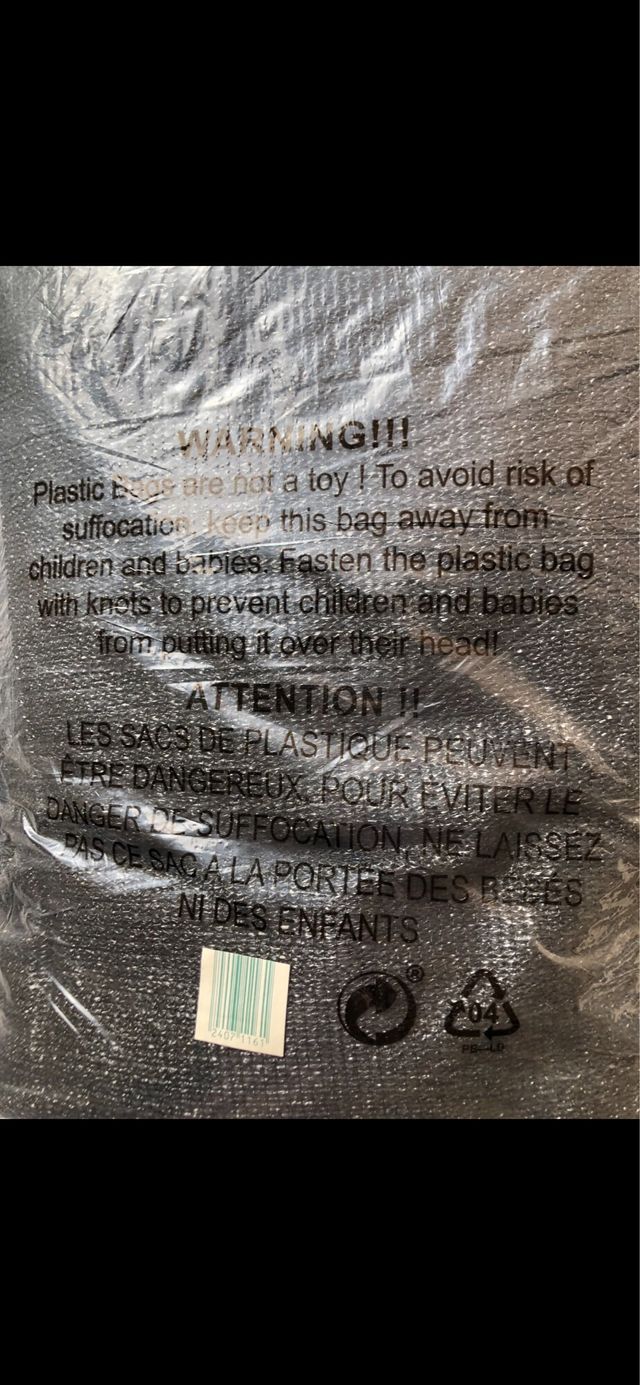 WARNING!!!
Plastic Bags are not a toy ! To avoid risk of
suffocation, keep this bag away from
children and babies. Fasten the plastic bag
with knots to prevent children and babies
from putting it over their head!
ATTENTION !!
LES SACS DE PLASTIQUE PEUVENT
ÊTRE DANGEREUX. POUR ÉVITER LE
DANGER DE SUFFOCATION, NE LAISSEZ
PAS CE SAC À LA PORTÉE DES BÉBÉS
NI DES ENFANTS
24071161
®
04
PE-LD